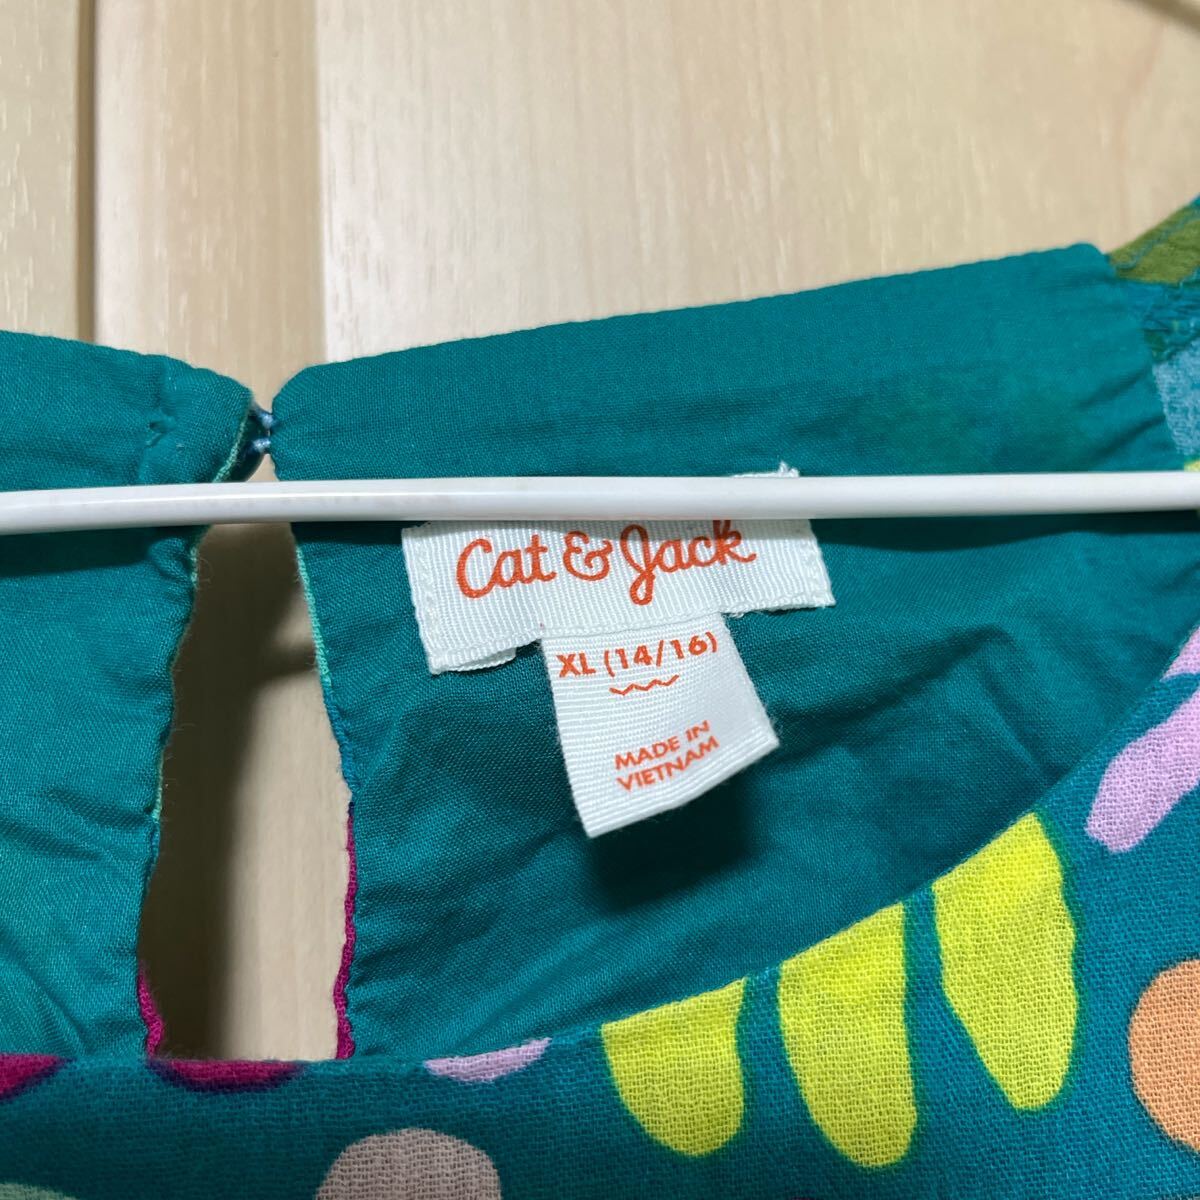 Cat & Jack
XL (14/16)
MADE IN
VIETNAM